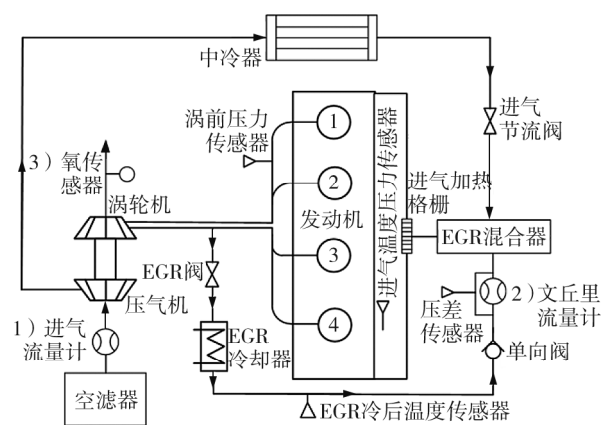 中冷器
进气
节流阀
涡前压力
传感器
1
2
3
4
发动机
进气温度压力传感器
进气加热
格栅
EGR混合器
3）氧传
感器
涡轮机
压气机
1）进气
流量计
空滤器
EGR阀
EGR
冷却器
压差
传感器
2）文丘里
流量计
单向阀
EGR冷后温度传感器